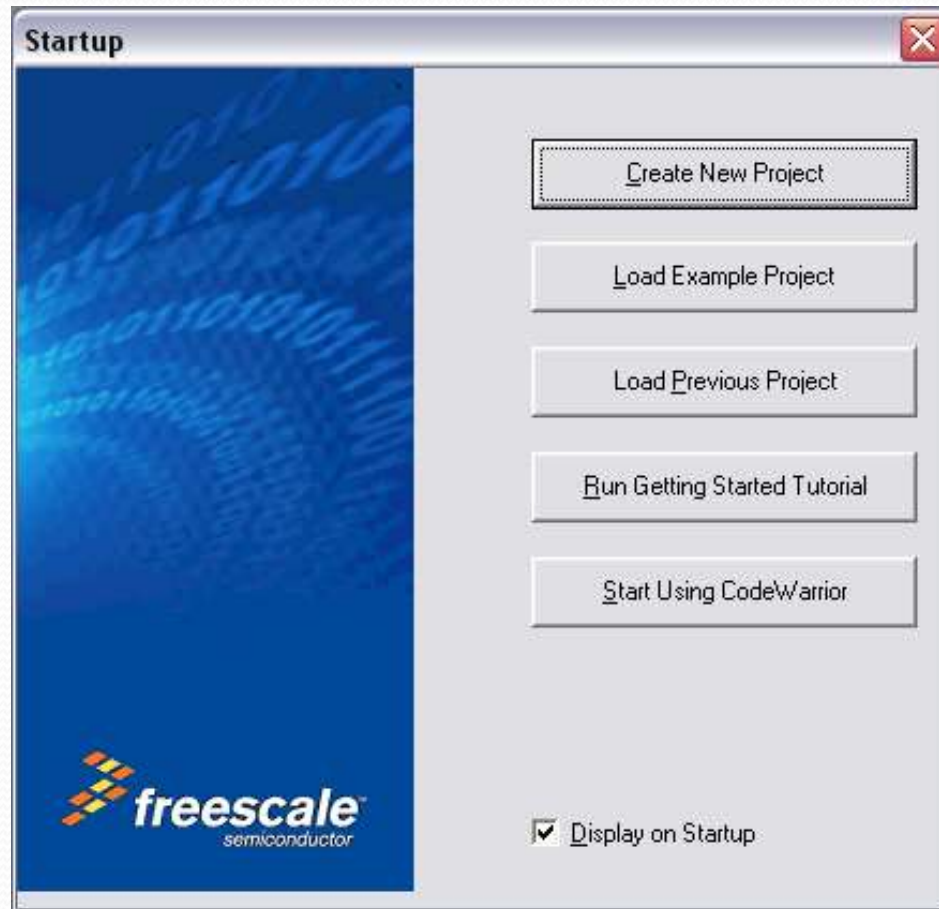 Startup
Create New Project
Load Example Project
Load Previous Project
Run Getting Started Tutorial
Start Using CodeWarrior
freescale™
semiconductor
Display on Startup